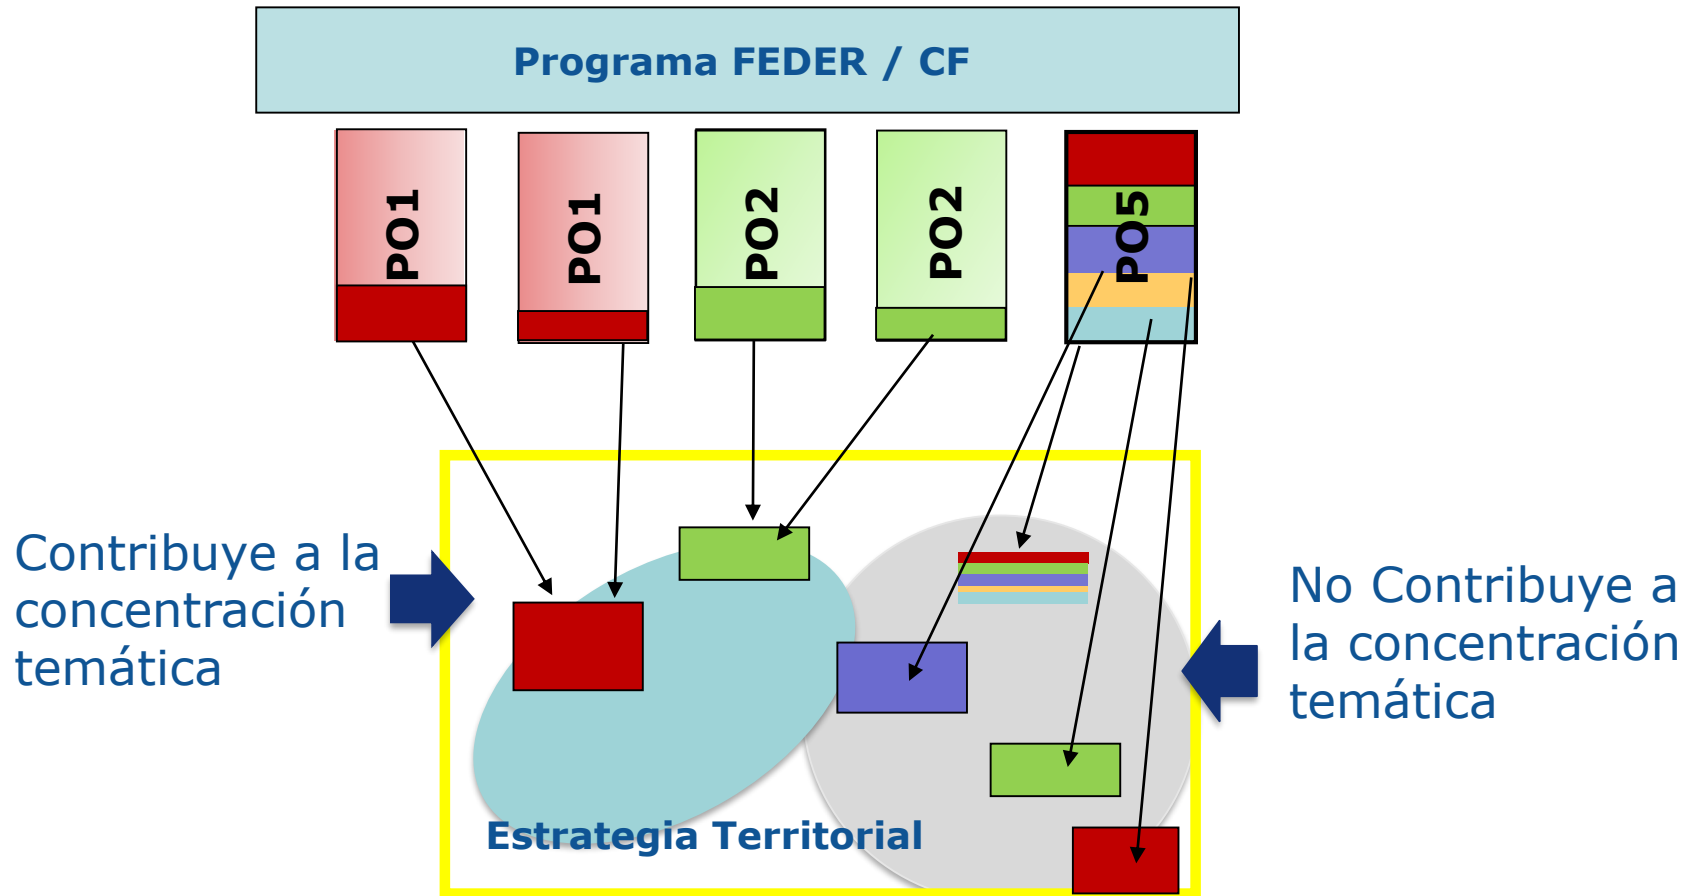 Programa FEDER / CF
PO1
PO1
PO2
PO2
PO5
Contribuye a la
concentración
temática
No Contribuye a
la concentración
temática
Estrategia Territorial